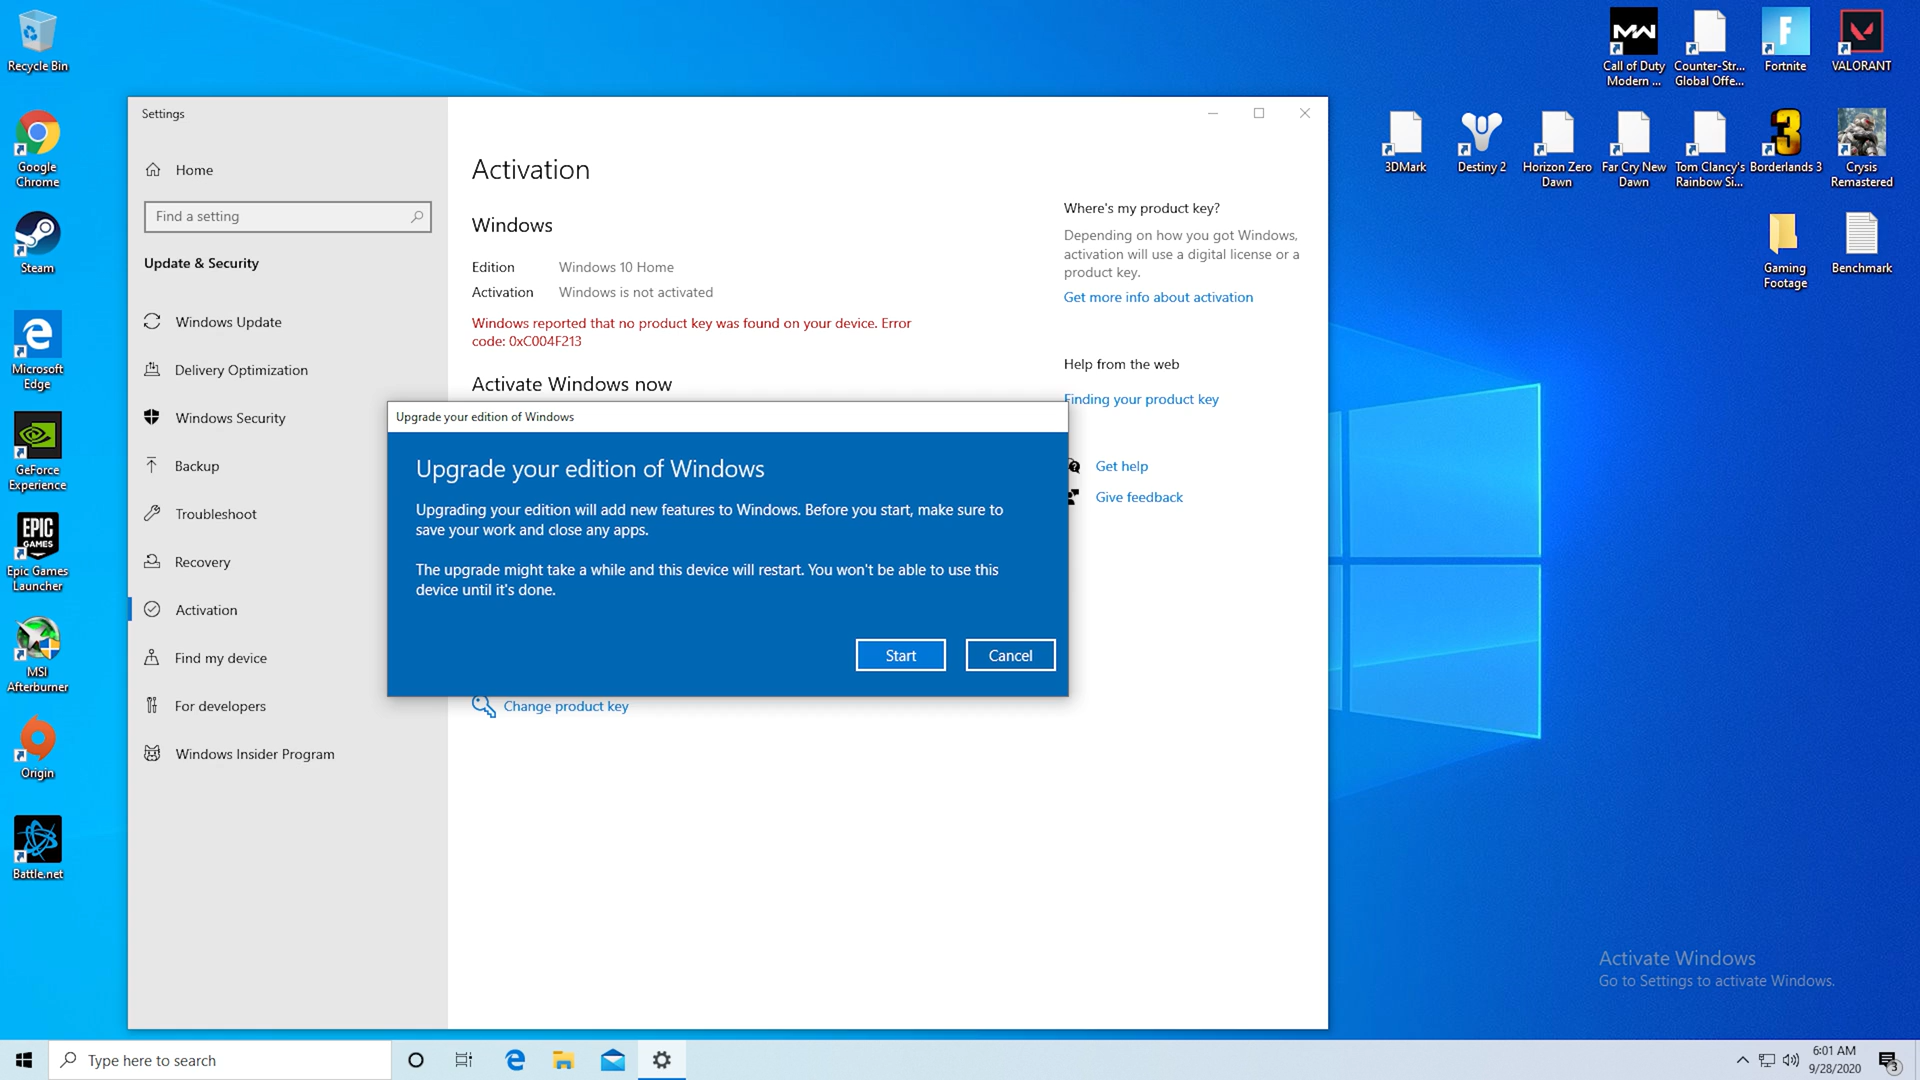 Recycle Bin
Google
Chrome
Steam
Microsoft
Edge
GeForce
Experience
EPIC
GAMES
Epic Games
Launcher
MSI
Afterburner
Origin
Battle.net
MW
Call of Duty
Modern ...
Counter-Str...
Global Offe...
F
Fortnite
VALORANT
3DMark
Destiny 2
Horizon Zero
Dawn
Far Cry New
Dawn
Tom Clancy's
Rainbow Si...
3
Borderlands 3
Crysis
Remastered
Gaming
Footage
Benchmark
Settings
Home
Find a setting
Update & Security
Windows Update
Delivery Optimization
Windows Security
Backup
Troubleshoot
Recovery
Activation
Find my device
For developers
Windows Insider Program
Activation
Windows
Edition Windows 10 Home
Activation Windows is not activated
Windows reported that no product key was found on your device. Error
code: 0xC004F213
Activate Windows now
Where's my product key?
Depending on how you got Windows,
activation will use a digital license or a
product key.
Get more info about activation
Help from the web
Finding your product key
Get help
Give feedback
Upgrade your edition of Windows
Upgrade your edition of Windows
Upgrading your edition will add new features to Windows. Before you start, make sure to
save your work and close any apps.
The upgrade might take a while and this device will restart. You won't be able to use this
device until it's done.
Start Cancel
Change product key
Activate Windows
Go to Settings to activate Windows.
Type here to search
6:01 AM
9/28/2020
3